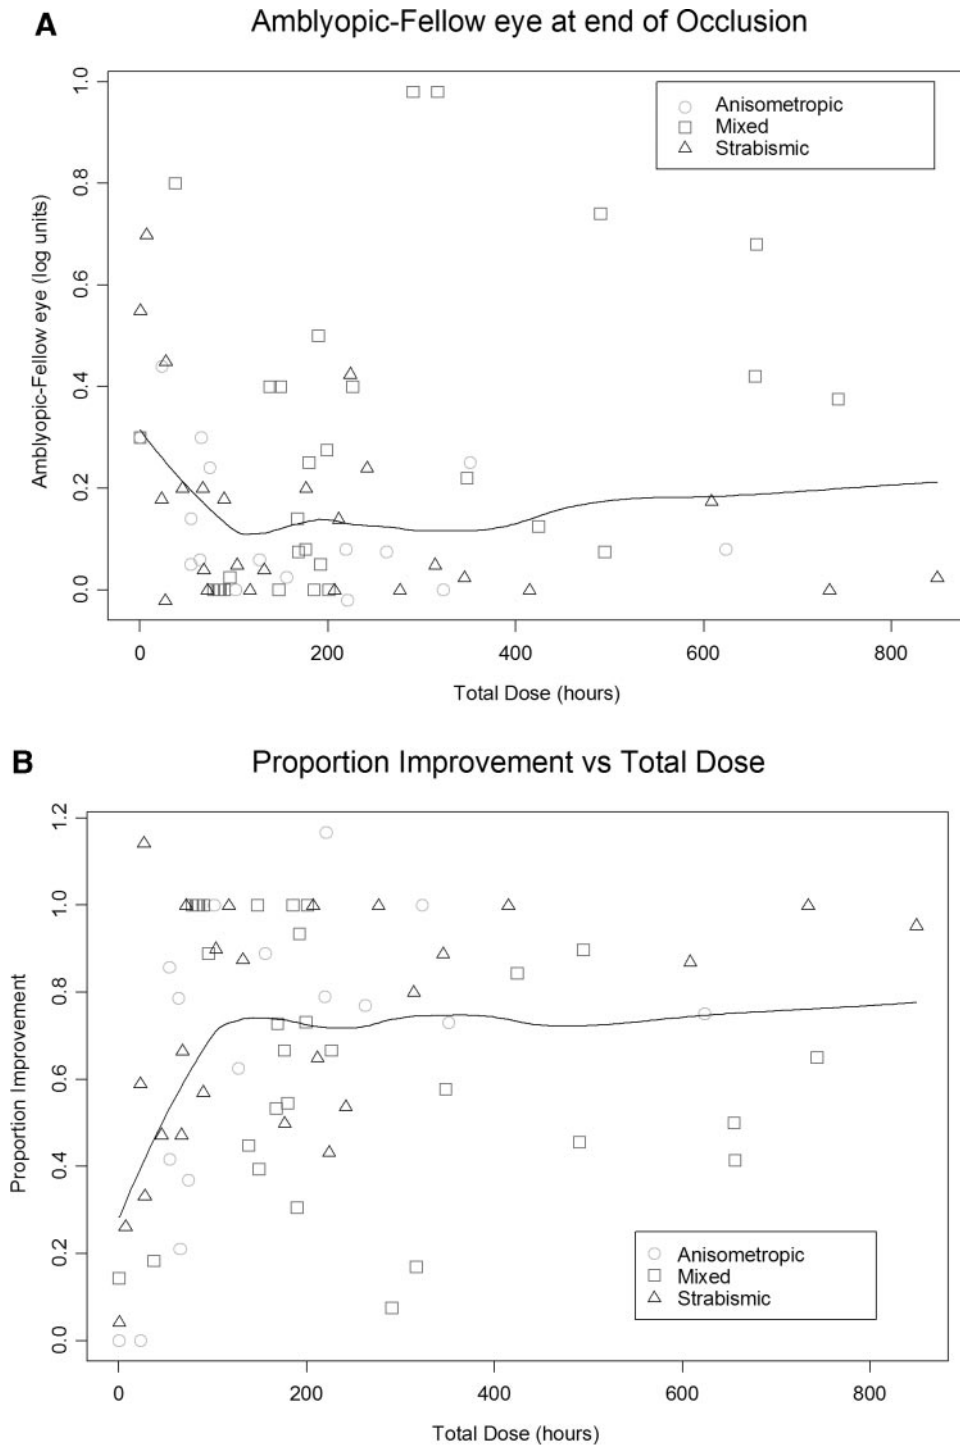 A
Amblyopic-Fellow eye at end of Occlusion
Amblyopic-Fellow eye (log units)
1.0
0.8
0.6
0.4
0.2
0.0
Anisometropic
Mixed
Strabismic
0 200 400 600 800
Total Dose (hours)
B
Proportion Improvement vs Total Dose
Proportion Improvement
1.2
1.0
0.8
0.6
0.4
0.2
0.0
Anisometropic
Mixed
Strabismic
0 200 400 600 800
Total Dose (hours)